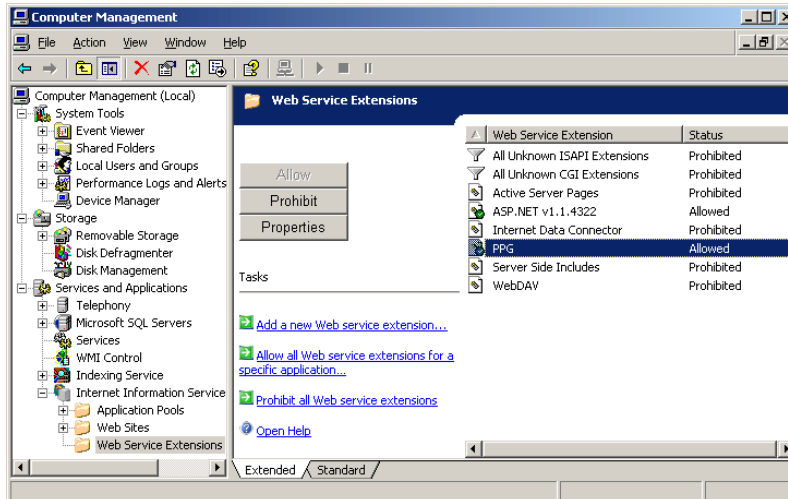 Computer Management
File Action View Window Help
Computer Management (Local)
System Tools
Event Viewer
Shared Folders
Local Users and Groups
Performance Logs and Alerts
Device Manager
Storage
Removable Storage
Disk Defragmenter
Disk Management
Services and Applications
Telephony
Microsoft SQL Servers
Services
WMI Control
Indexing Service
Internet Information Service
Application Pools
Web Sites
Web Service Extensions
Web Service Extensions
Allow
Prohibit
Properties
Tasks
Add a new Web service extension...
Allow all Web service extensions for a
specific application...
Prohibit all Web service extensions
Open Help
Web Service Extension Status
All Unknown ISAPI Extensions Prohibited
All Unknown CGI Extensions Prohibited
Active Server Pages Prohibited
ASP.NET v1.1.4322 Allowed
Internet Data Connector Prohibited
PPG Allowed
Server Side Includes Prohibited
WebDAV Prohibited
Extended Standard